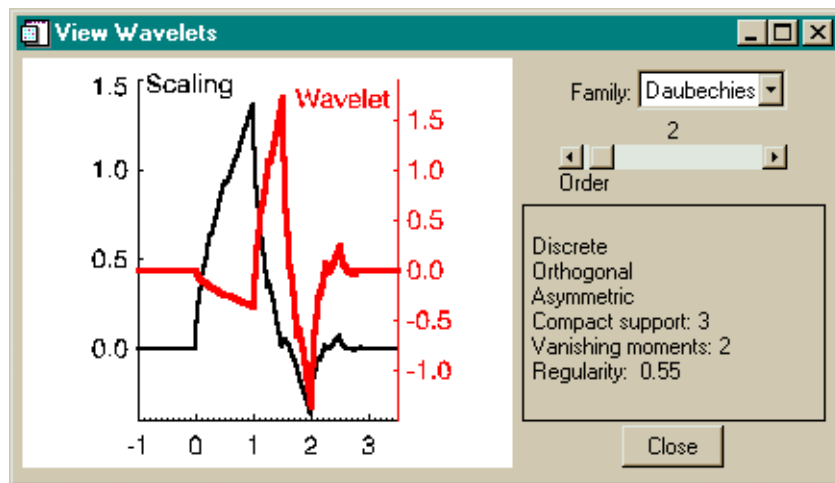 View Wavelets
Scaling
Wavelet
1.5
1.0
0.5
0.0
1.5
1.0
0.5
0.0
-0.5
-1.0
-1 0 1 2 3
Family: Daubechies
2
Order
Discrete
Orthogonal
Asymmetric
Compact support: 3
Vanishing moments: 2
Regularity: 0.55
Close